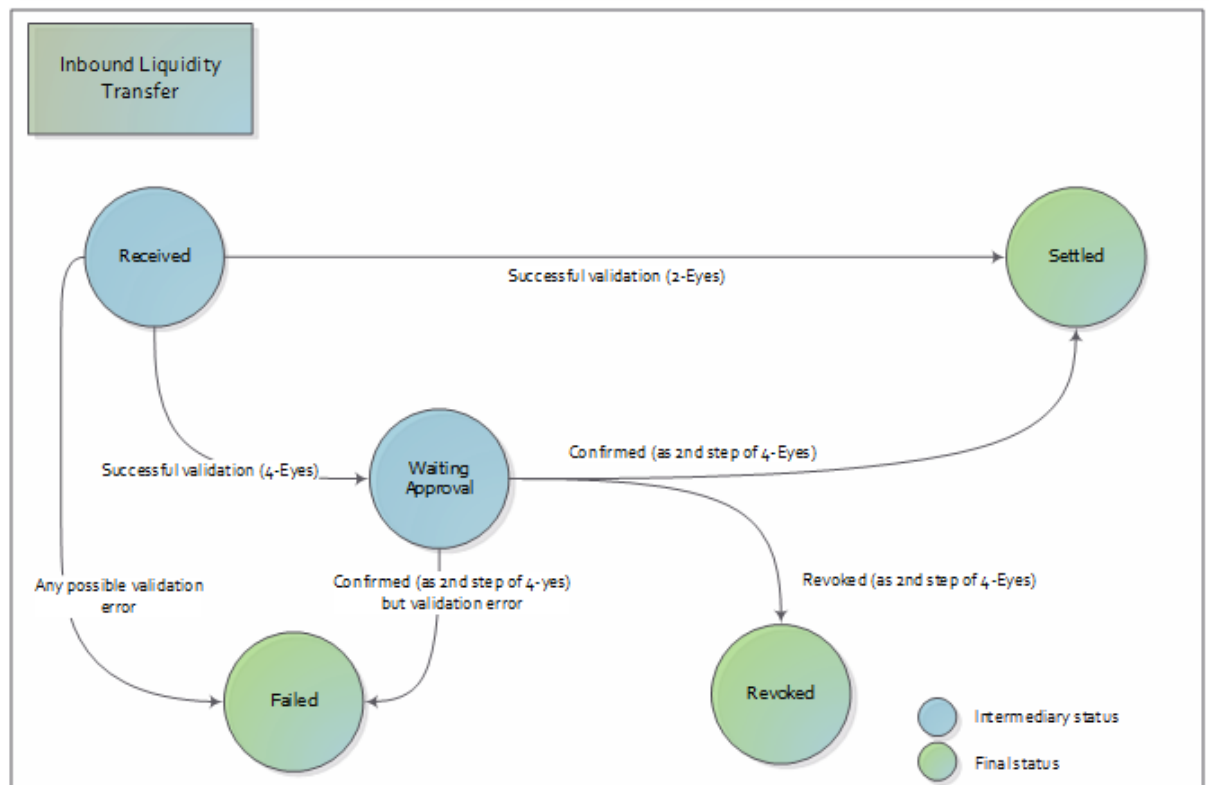 Inbound Liquidity
Transfer
Received
Settled
Successful validation (2-Eyes)
Confirmed (as 2nd step of 4-Eyes)
Waiting
Approval
Successful validation (4-Eyes)
Any possible validation
error
Confirmed (as 2nd step of 4-yes)
but validation error
Revoked (as 2nd step of 4-Eyes)
Failed
Revoked
Intermediary status
Final status